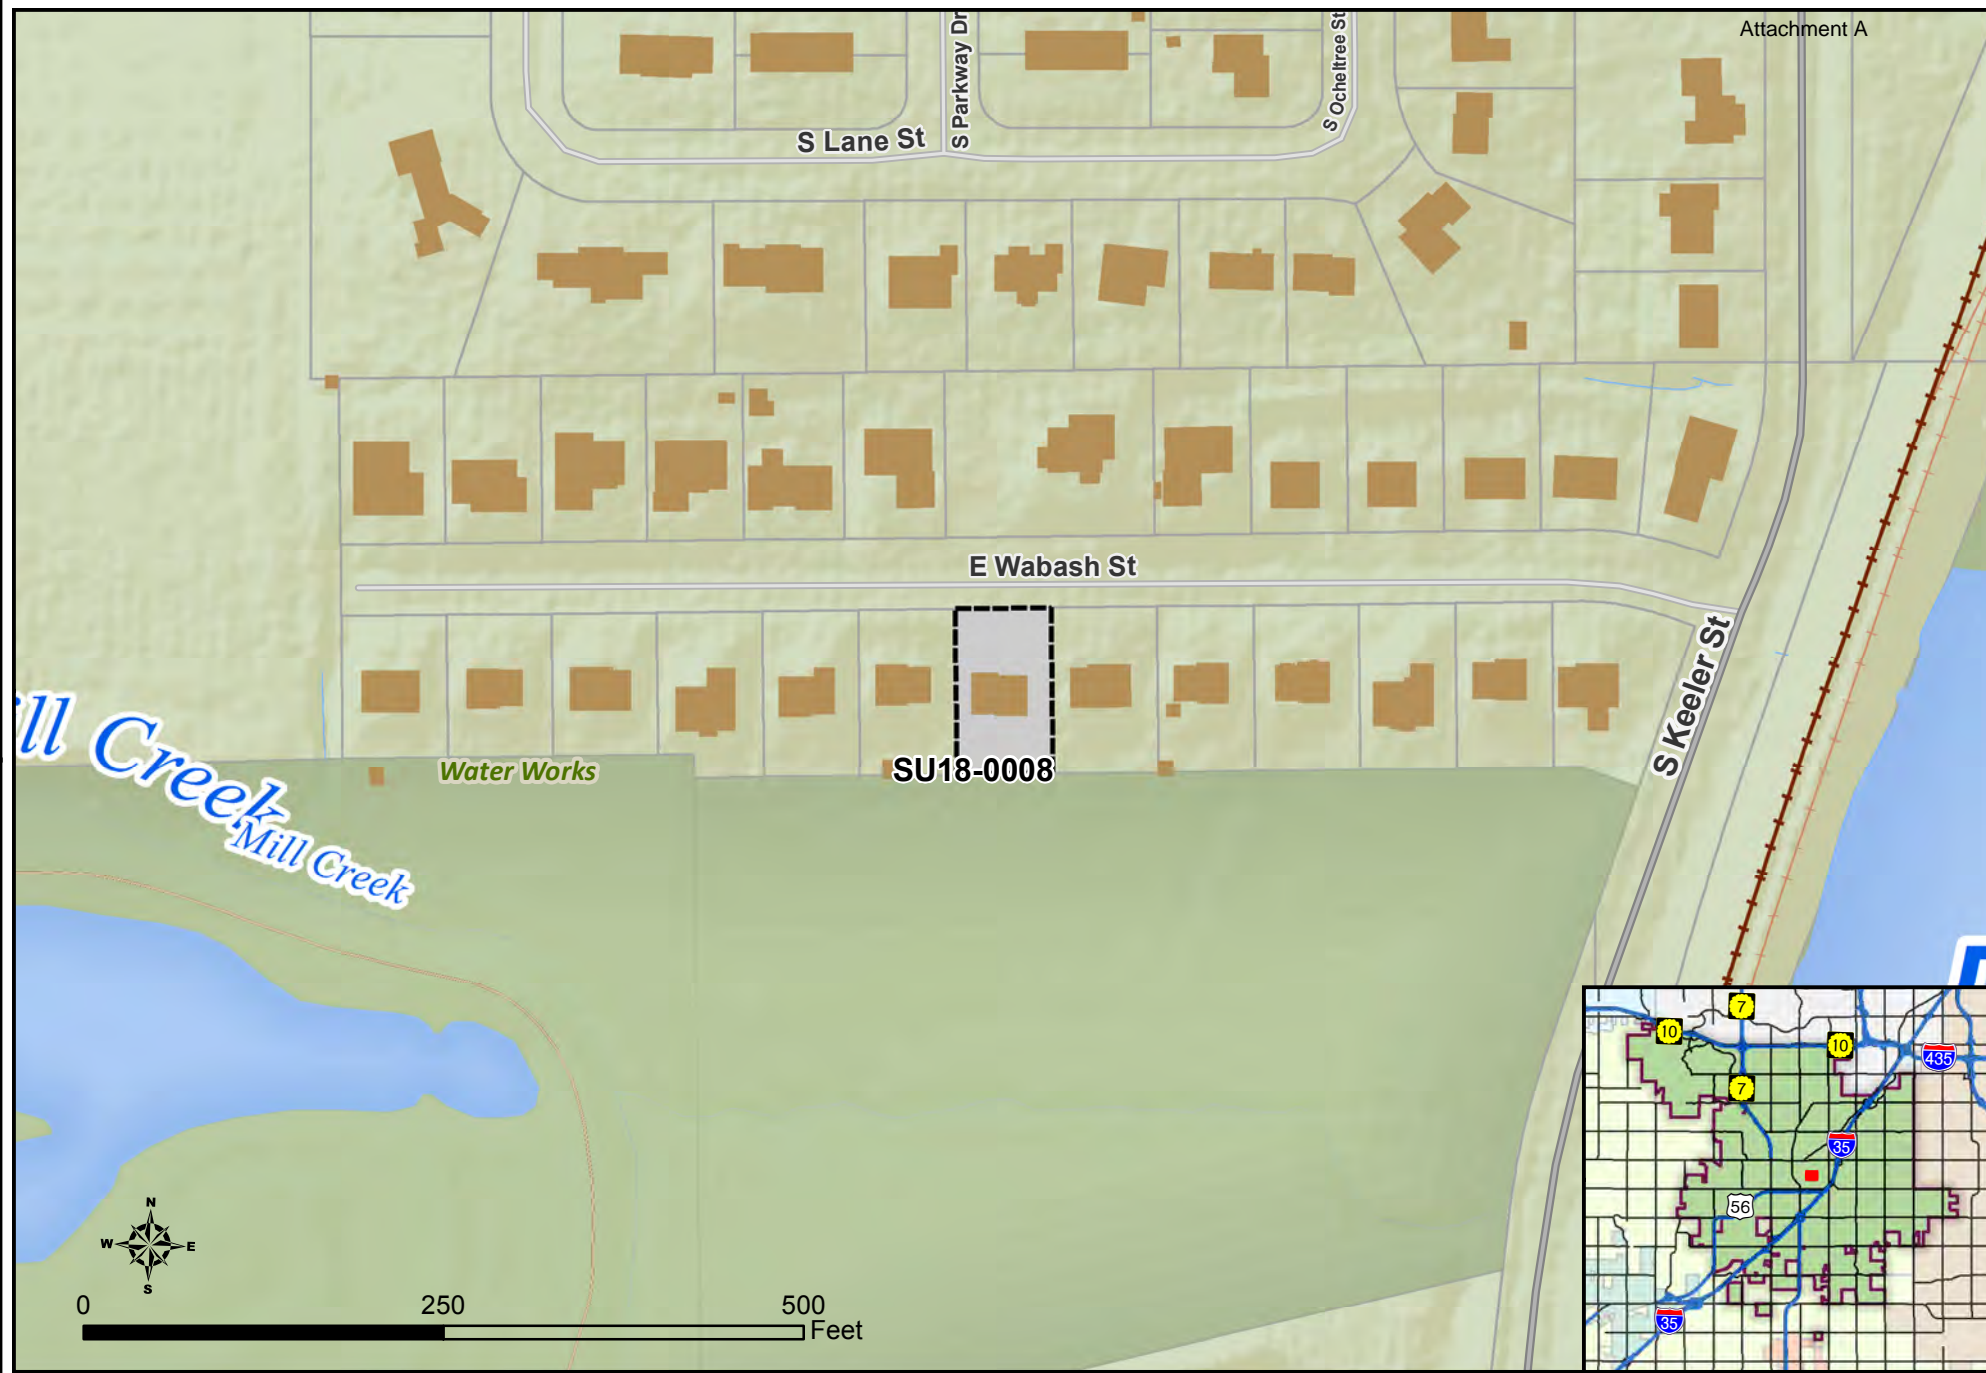 Attachment A
S Parkway Dr
S Ocheltree St
S Lane St
E Wabash St
S Keeler St
ill Creek
Water Works
SU18-0008
Mill Creek
7
10
10
435
7
35
56
35
N
W
E
S
0
250
500
Feet